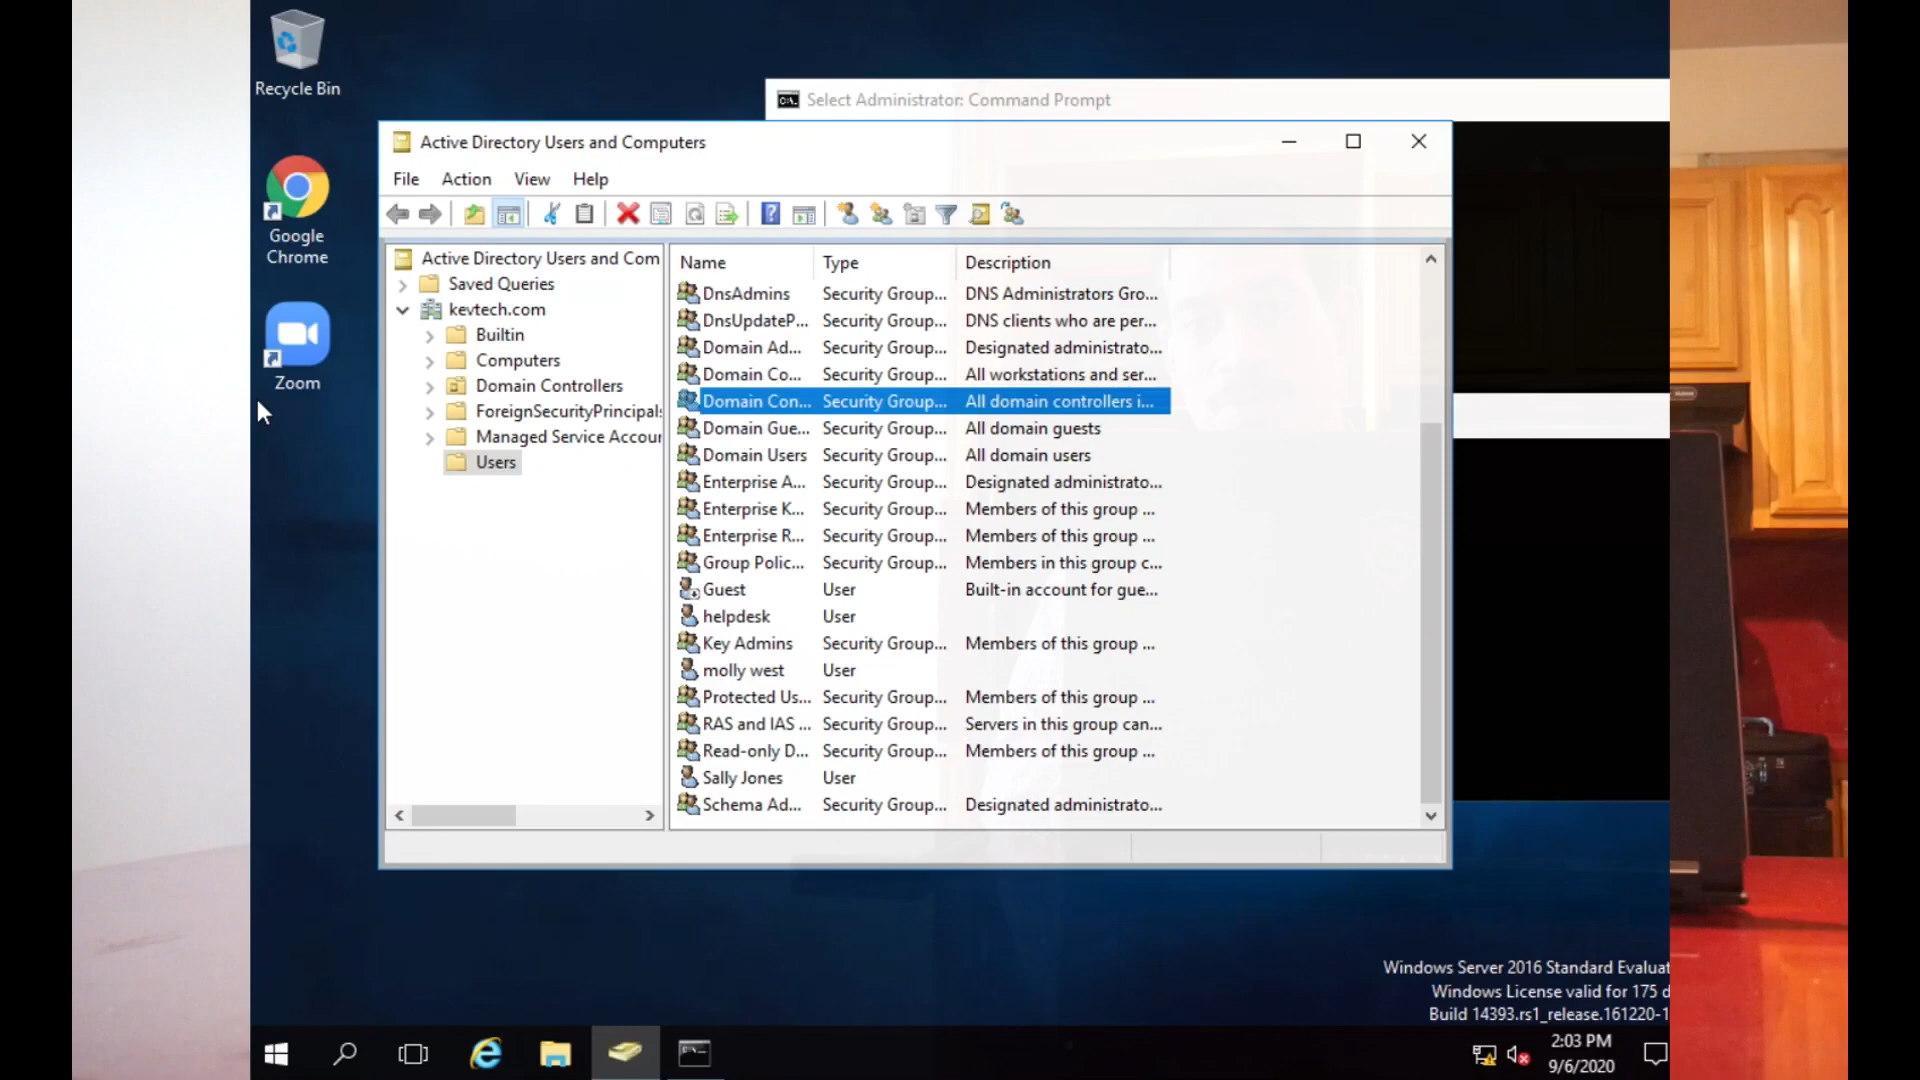 Recycle Bin
Select Administrator: Command Prompt
Active Directory Users and Computers
File Action View Help
Google
Chrome
Active Directory Users and Com
Saved Queries
kevtech.com
Builtin
Computers
Domain Controllers
ForeignSecurityPrincipals
Managed Service Accour
Users
Zoom
Name Type Description
DnsAdmins Security Group... DNS Administrators Gro...
DnsUpdateP... Security Group... DNS clients who are per...
Domain Ad... Security Group... Designated administrato...
Domain Co... Security Group... All workstations and ser...
Domain Con... Security Group... All domain controllers i...
Domain Gue... Security Group... All domain guests
Domain Users Security Group... All domain users
Enterprise A... Security Group... Designated administrato...
Enterprise K... Security Group... Members of this group ...
Enterprise R... Security Group... Members of this group ...
Group Polic... Security Group... Members in this group c...
Guest User Built-in account for gue...
helpdesk User
Key Admins Security Group... Members of this group ...
molly west User
Protected Us... Security Group... Members of this group ...
RAS and IAS ... Security Group... Servers in this group can...
Read-only D... Security Group... Members of this group ...
Sally Jones User
Schema Ad... Security Group... Designated administrato...
Windows Server 2016 Standard Evaluat
Windows License valid for 175 d
Build 14393.rs1_release.161220-1
2:03 PM
9/6/2020